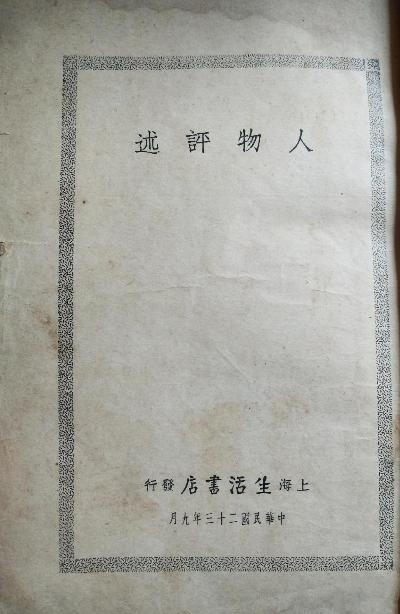 人物評述
上海生活書店發行
中華民國二十三年九月